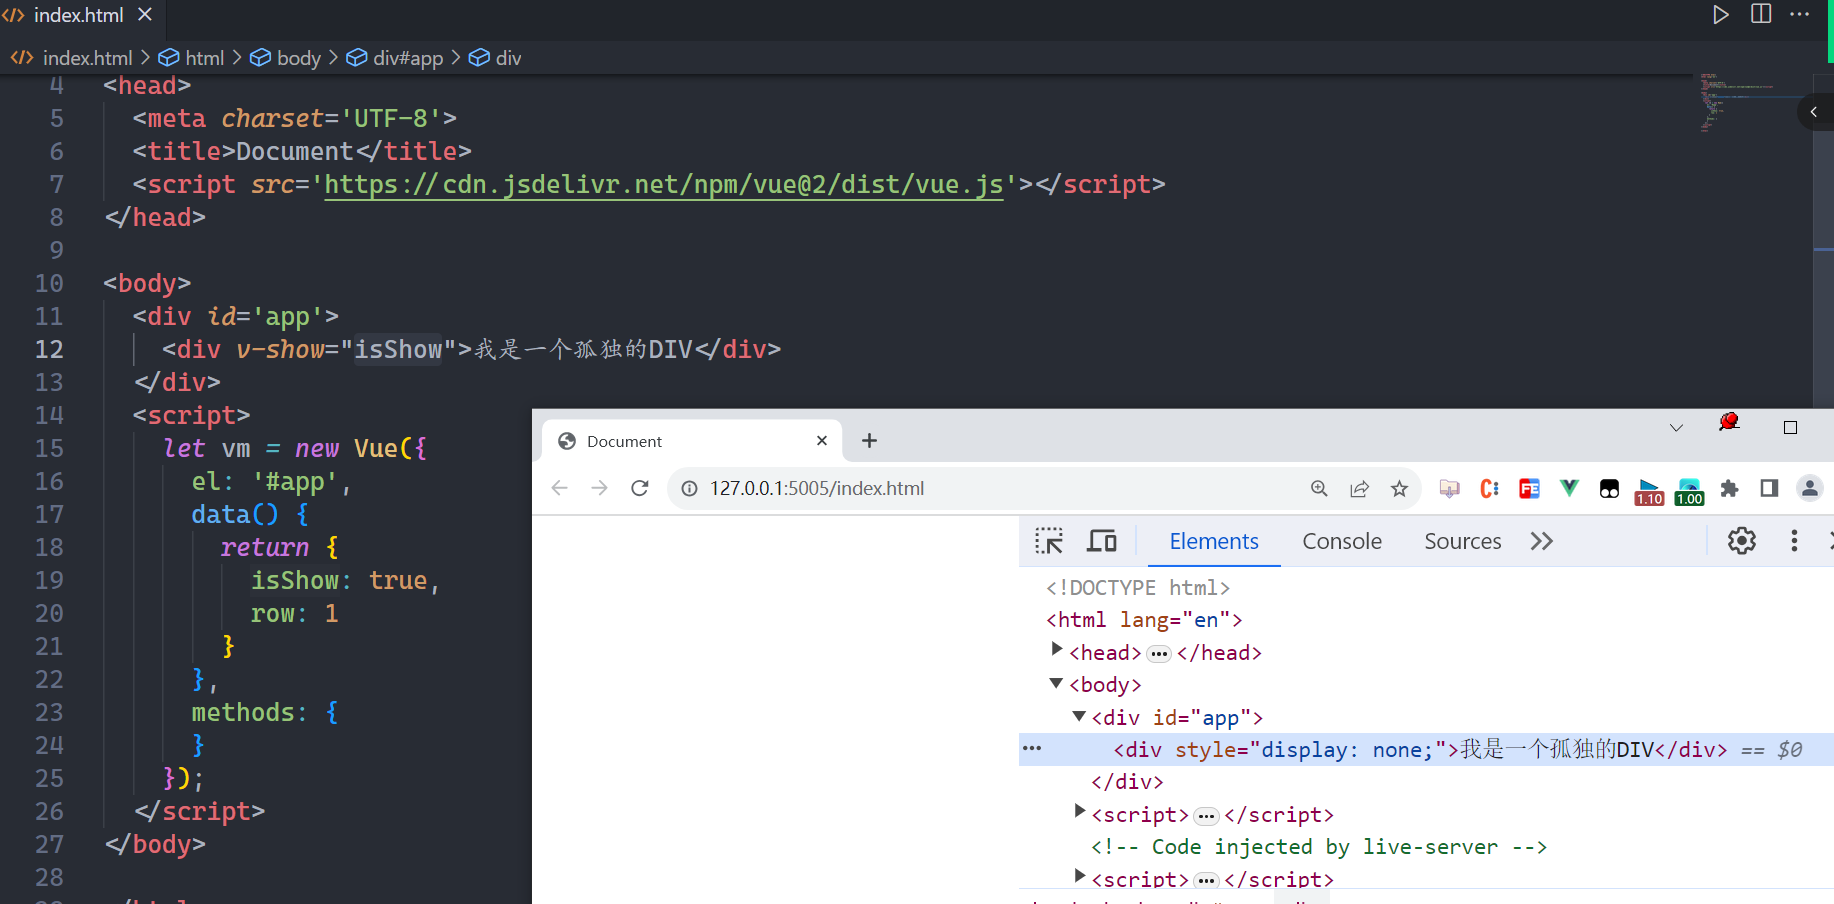 index.html
index.html > html > body > div#app > div
4 <head>
5 <meta charset='UTF-8'>
6 <title>Document</title>
7 <script src='https://cdn.jsdelivr.net/npm/vue@2/dist/vue.js'></script>
8 </head>
9
10 <body>
11 <div id='app'>
12 <div v-show="isShow">我是一个孤独的DIV</div>
13 </div>
14 <script>
15 let vm = new Vue({
16 el: '#app',
17 data() {
18 return {
19 isShow: true,
20 row: 1
21 }
22 },
23 methods: {
24 }
25 });
26 </script>
27 </body>
28
Document
127.0.0.1:5005/index.html
FE
1.10
1.00
Elements Console Sources
<!DOCTYPE html>
<html lang="en">
<head>…</head>
<body>
<div id="app">
<div style="display: none;">我是一个孤独的DIV</div> == $0
</div>
<script>…</script>
<!-- Code injected by live-server -->
<script>…</script>